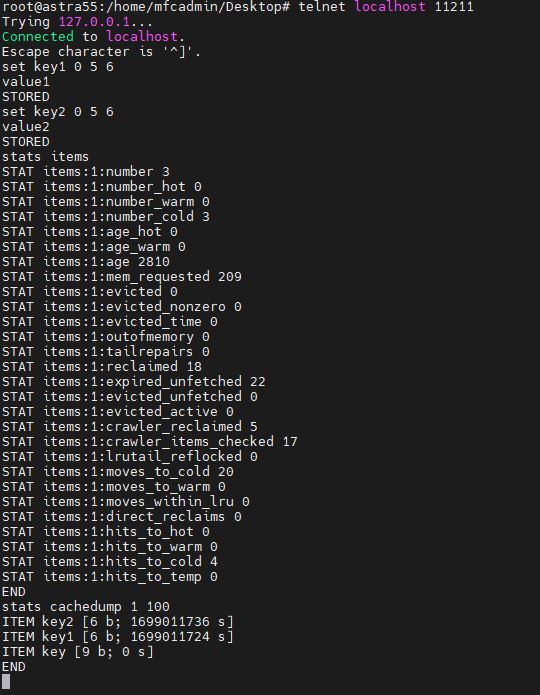 root@astra55:/home/mfcadmin/Desktop# telnet localhost 11211
Trying 127.0.0.1...
Connected to localhost.
Escape character is '^]'.
set key1 0 5 6
value1
STORED
set key2 0 5 6
value2
STORED
stats items
STAT items:1:number 3
STAT items:1:number_hot 0
STAT items:1:number_warm 0
STAT items:1:number_cold 3
STAT items:1:age_hot 0
STAT items:1:age_warm 0
STAT items:1:age 2810
STAT items:1:mem_requested 209
STAT items:1:evicted 0
STAT items:1:evicted_nonzero 0
STAT items:1:evicted_time 0
STAT items:1:outofmemory 0
STAT items:1:tailrepairs 0
STAT items:1:reclaimed 18
STAT items:1:expired_unfetched 22
STAT items:1:evicted_unfetched 0
STAT items:1:evicted_active 0
STAT items:1:crawler_reclaimed 5
STAT items:1:crawler_items_checked 17
STAT items:1:lrutail_reflocked 0
STAT items:1:moves_to_cold 20
STAT items:1:moves_to_warm 0
STAT items:1:moves_within_lru 0
STAT items:1:direct_reclaims 0
STAT items:1:hits_to_hot 0
STAT items:1:hits_to_warm 0
STAT items:1:hits_to_cold 4
STAT items:1:hits_to_temp 0
END
stats cachedump 1 100
ITEM key2 [6 b; 1699011736 s]
ITEM key1 [6 b; 1699011724 s]
ITEM key [9 b; 0 s]
END